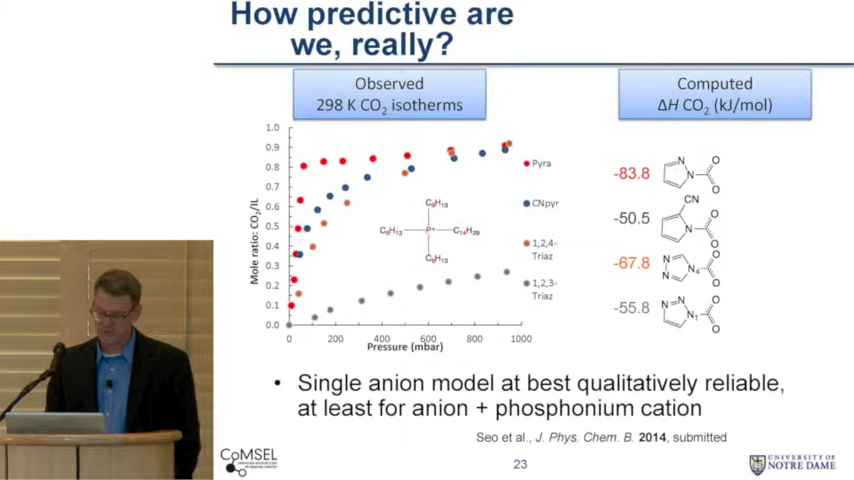 How predictive are
we, really?
Observed
298 K CO₂ isotherms
Computed
ΔH CO₂ (kJ/mol)
Mole ratio: CO₂/IL
1.0
0.9
0.8
0.7
0.6
0.5
0.4
0.3
0.2
0.1
0.0
0
200
400
600
800
1000
Pressure (mbar)
C₆H₁₃
C₆H₁₃
P⁺
C₁₄H₂₉
C₆H₁₃
Pyra
CNpyr
1,2,4-
Triaz
1,2,3-
Triaz
-83.8
N
N
O
O
-50.5
CN
N
O
O
-67.8
N
N
N₄
O
O
-55.8
N
N
N₁
O
O
• Single anion model at best qualitatively reliable,
at least for anion + phosphonium cation
Seo et al., J. Phys. Chem. B. 2014, submitted
CoMSEL
23
UNIVERSITY OF
NOTRE DAME